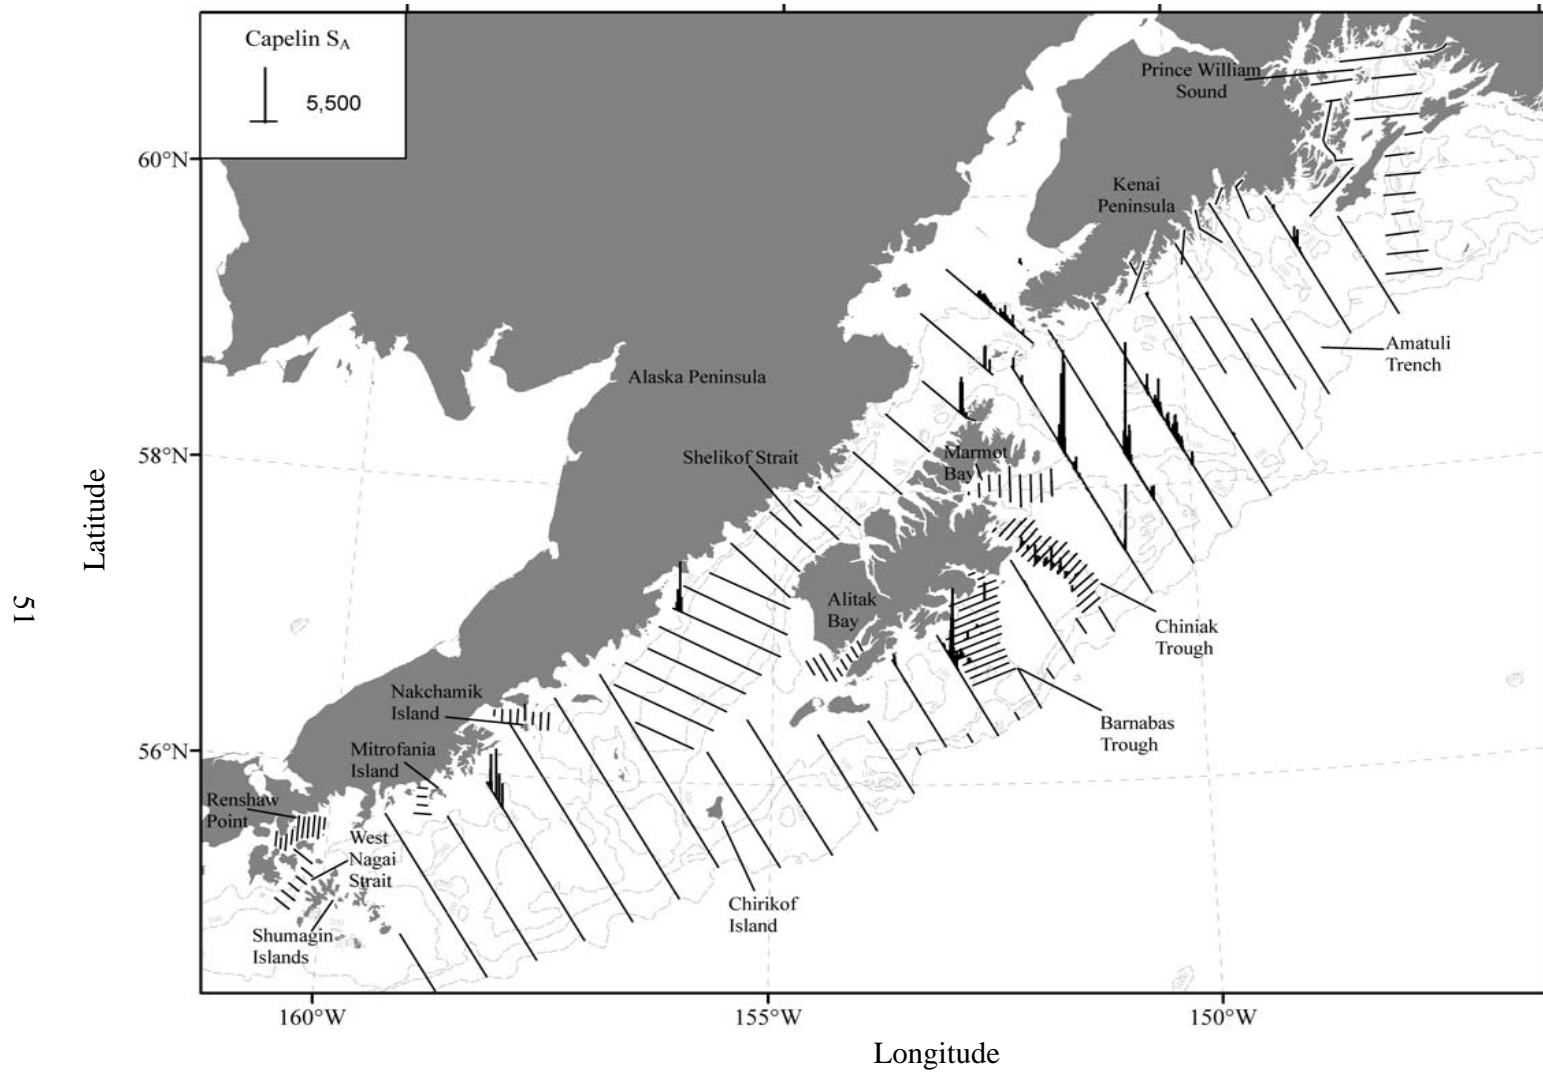 Capelin SA
5,500
Prince William
Sound
60°N
Kenai
Peninsula
Amatuli
Trench
Alaska Peninsula
58°N
Shelikof Strait
Marmot
Bay
Latitude
51
Alitak
Bay
Chiniak
Trough
Nakchamik
Island
Barnabas
Trough
56°N
Mitrofania
Island
Renshaw
Point
West
Nagai
Strait
Chirikof
Island
Shumagin
Islands
160°W
155°W
150°W
Longitude